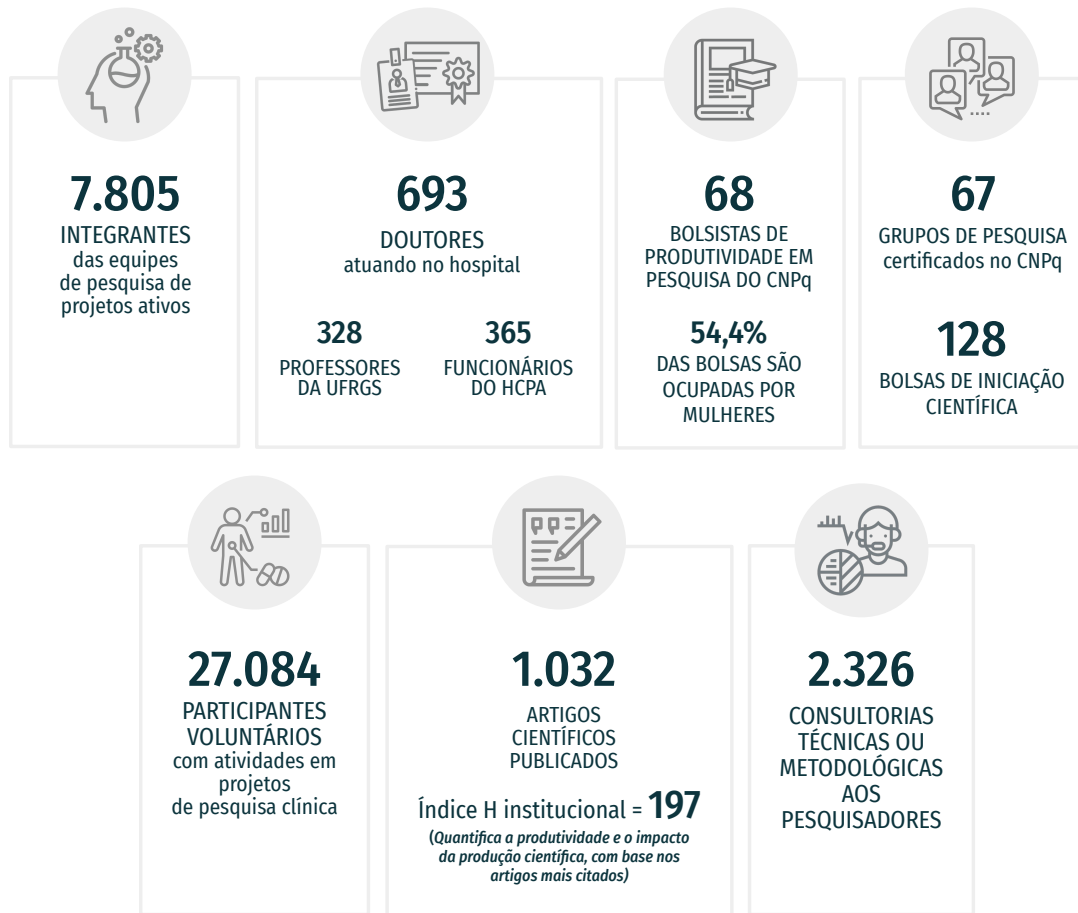 7.805
INTEGRANTES
das equipes
de pesquisa de
projetos ativos
693
DOUTORES
atuando no hospital
328
PROFESSORES
DA UFRGS
365
FUNCIONÁRIOS
DO HCPA
68
BOLSISTAS DE
PRODUTIVIDADE EM
PESQUISA DO CNPq
54,4%
DAS BOLSAS SÃO
OCUPADAS POR
MULHERES
67
GRUPOS DE PESQUISA
certificados no CNPq
128
BOLSAS DE INICIAÇÃO
CIENTÍFICA
27.084
PARTICIPANTES
VOLUNTÁRIOS
com atividades em
projetos
de pesquisa clínica
1.032
ARTIGOS
CIENTÍFICOS
PUBLICADOS
Índice H institucional = 197
(Quantifica a produtividade e o impacto
da produção científica, com base nos
artigos mais citados)
2.326
CONSULTORIAS
TÉCNICAS OU
METODOLÓGICAS
AOS
PESQUISADORES